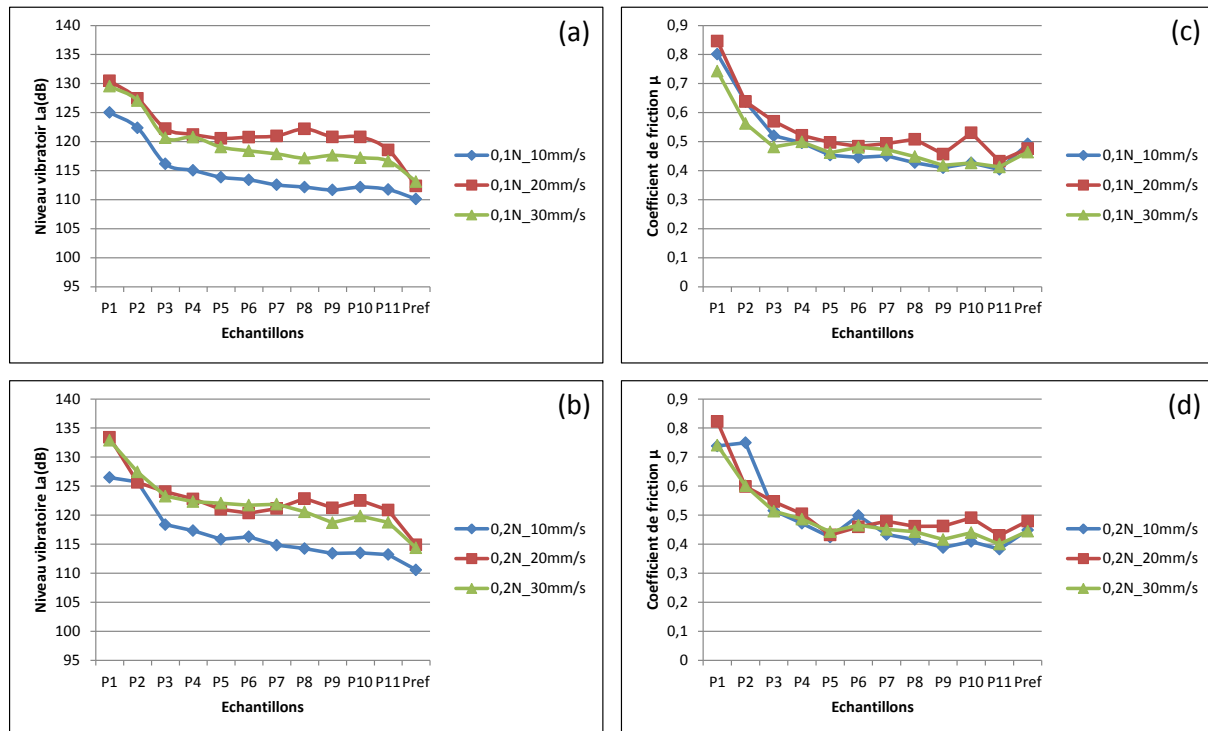 (a)
Niveau vibratoir La(dB)
140
135
130
125
120
115
110
105
100
95
P1 P2 P3 P4 P5 P6 P7 P8 P9 P10 P11 Pref
Echantillons
0,1N_10mm/s
0,1N_20mm/s
0,1N_30mm/s
(c)
Coefficient de friction µ
0,9
0,8
0,7
0,6
0,5
0,4
0,3
0,2
0,1
0
P1 P2 P3 P4 P5 P6 P7 P8 P9 P10 P11 Pref
Echantillons
0,1N_10mm/s
0,1N_20mm/s
0,1N_30mm/s
(b)
Niveau vibratoire La(dB)
140
135
130
125
120
115
110
105
100
95
P1 P2 P3 P4 P5 P6 P7 P8 P9 P10 P11 Pref
Echantillons
0,2N_10mm/s
0,2N_20mm/s
0,2N_30mm/s
(d)
Coefficient de friction µ
0,9
0,8
0,7
0,6
0,5
0,4
0,3
0,2
0,1
0
P1 P2 P3 P4 P5 P6 P7 P8 P9 P10 P11 Pref
Echantillons
0,2N_10mm/s
0,2N_20mm/s
0,2N_30mm/s